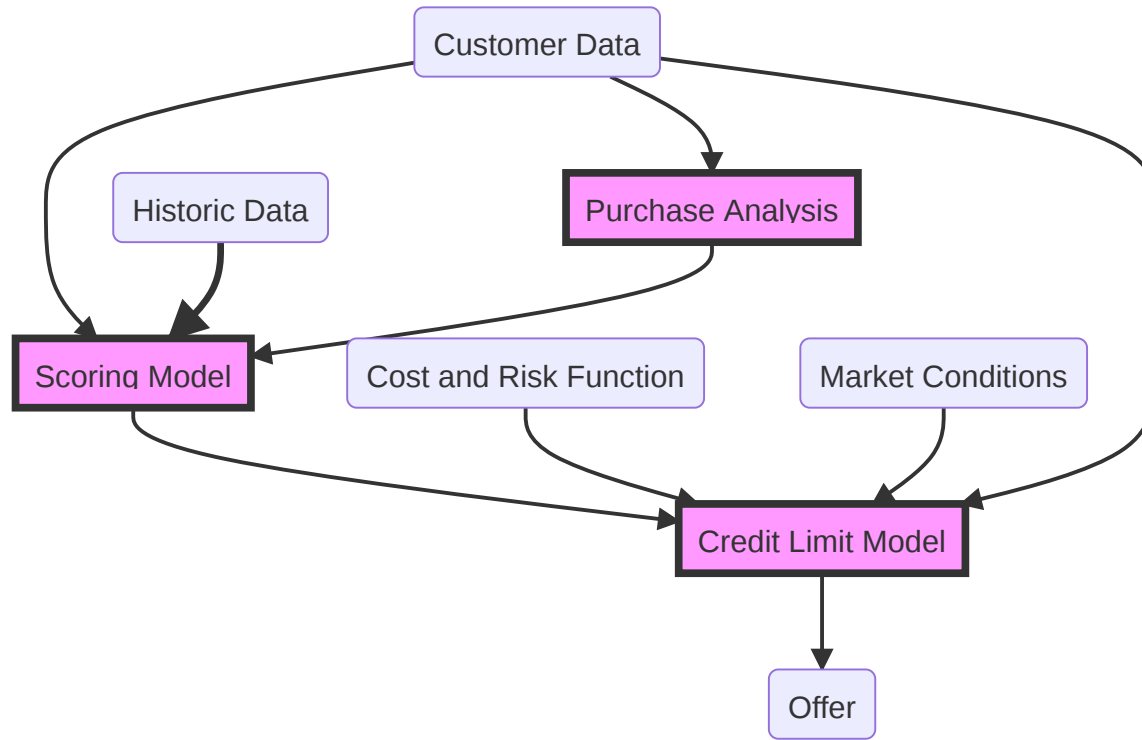 Customer Data
Historic Data
Purchase Analysis
Scoring Model
Cost and Risk Function
Market Conditions
Credit Limit Model
Offer